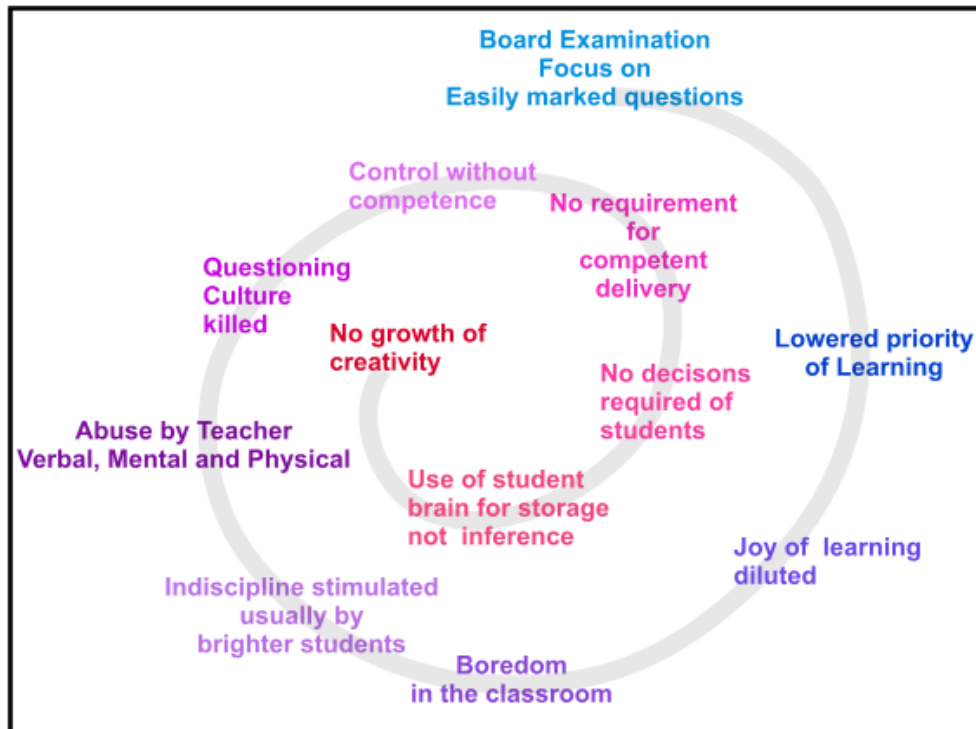 Board Examination
Focus on
Easily marked questions
Control without
competence
No requirement
for
competent
delivery
Questioning
Culture
killed
No growth of
creativity
Lowered priority
of Learning
No decisons
required of
students
Abuse by Teacher
Verbal, Mental and Physical
Use of student
brain for storage
not inference
Joy of learning
diluted
Indiscipline stimulated
usually by
brighter students
Boredom
in the classroom